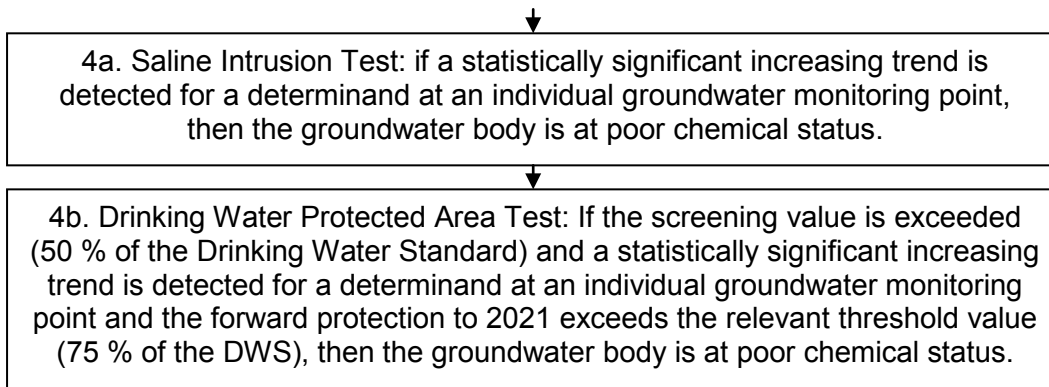 4a. Saline Intrusion Test: if a statistically significant increasing trend is
detected for a determinand at an individual groundwater monitoring point,
then the groundwater body is at poor chemical status.
4b. Drinking Water Protected Area Test: If the screening value is exceeded
(50 % of the Drinking Water Standard) and a statistically significant increasing
trend is detected for a determinand at an individual groundwater monitoring
point and the forward protection to 2021 exceeds the relevant threshold value
(75 % of the DWS), then the groundwater body is at poor chemical status.